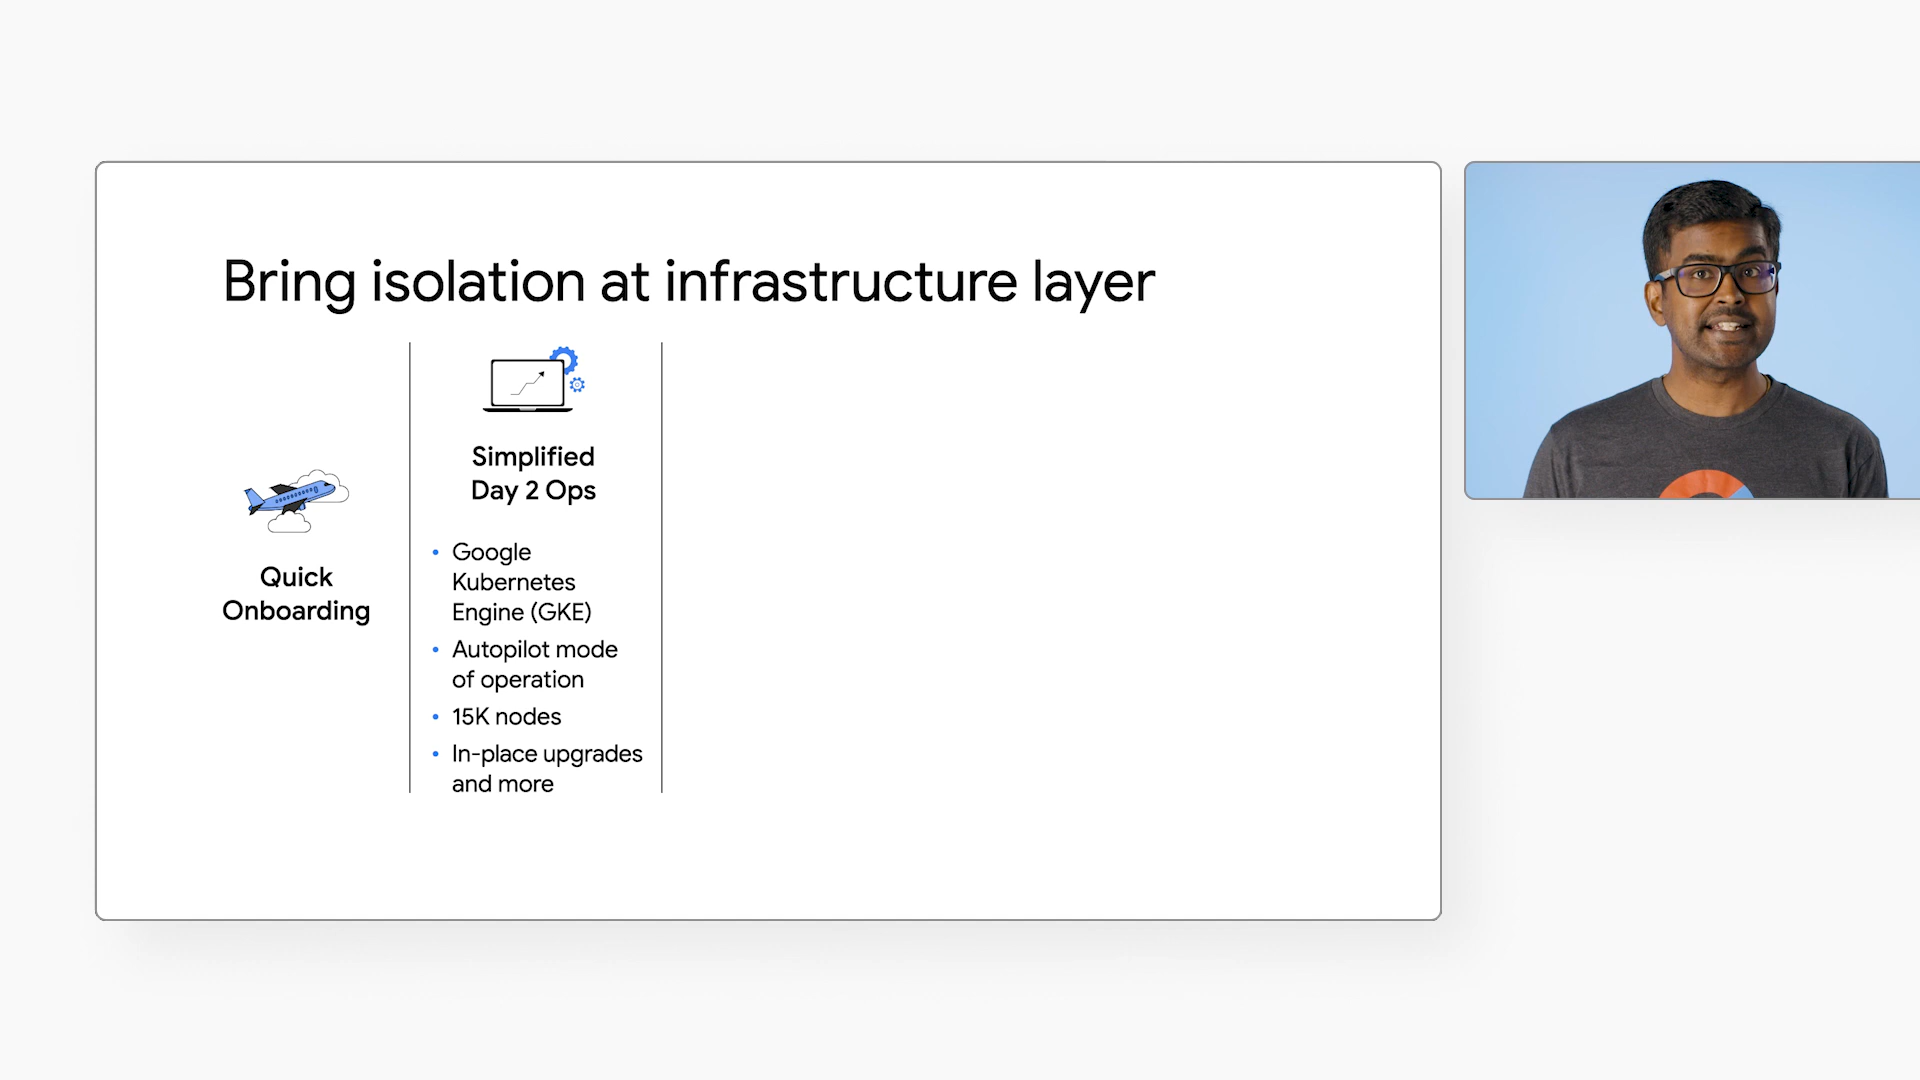 Bring isolation at infrastructure layer
Quick
Onboarding
Simplified
Day 2 Ops
• Google
Kubernetes
Engine (GKE)
• Autopilot mode
of operation
• 15K nodes
• In-place upgrades
and more